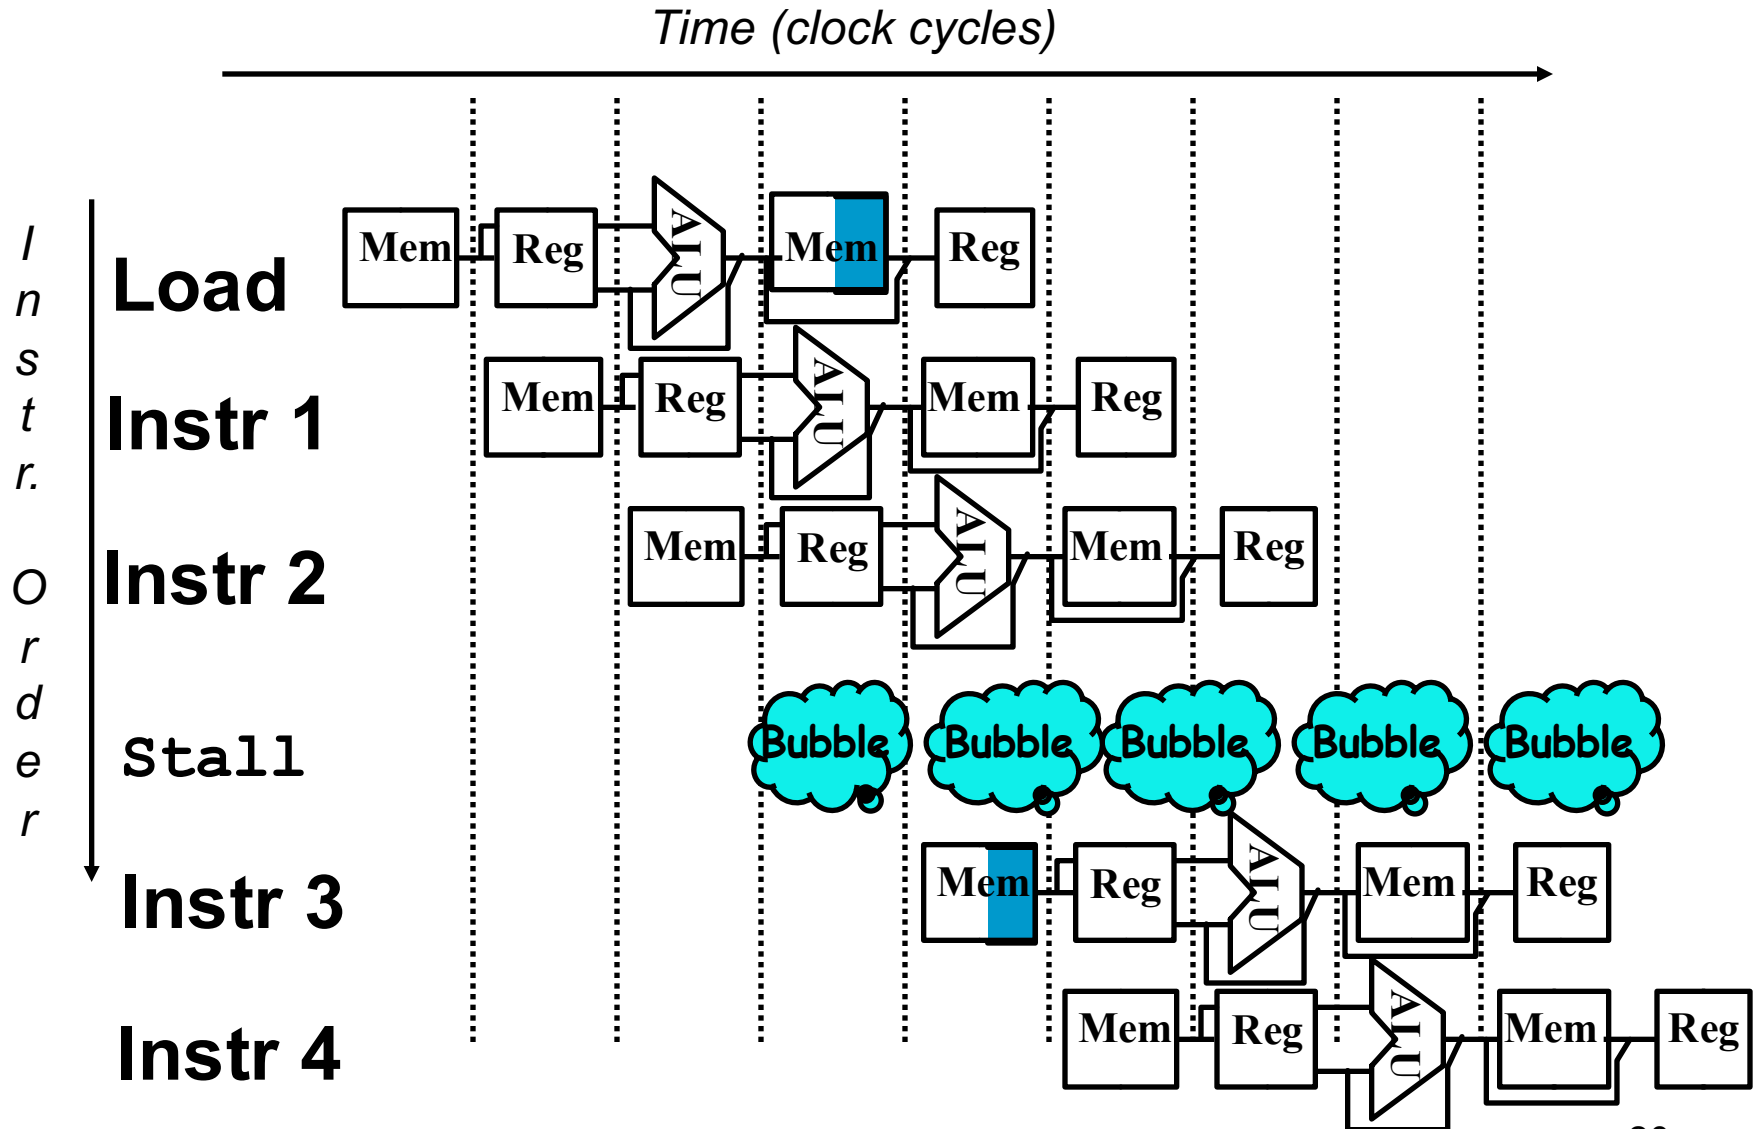 Time (clock cycles)
Instr. Order
Load
Mem Reg ALU Mem Reg
Instr 1
Mem Reg ALU Mem Reg
Instr 2
Mem Reg ALU Mem Reg
Stall
Bubble Bubble Bubble Bubble Bubble
Instr 3
Mem Reg ALU Mem Reg
Instr 4
Mem Reg ALU Mem Reg